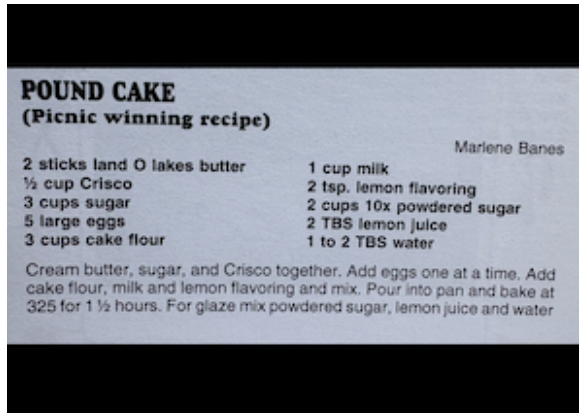 POUND CAKE
(Picnic winning recipe)
Marlene Banes
2 sticks land O lakes butter
½ cup Crisco
3 cups sugar
5 large eggs
3 cups cake flour
1 cup milk
2 tsp. lemon flavoring
2 cups 10x powdered sugar
2 TBS lemon juice
1 to 2 TBS water
Cream butter, sugar, and Crisco together. Add eggs one at a time. Add
cake flour, milk and lemon flavoring and mix. Pour into pan and bake at
325 for 1 ½ hours. For glaze mix powdered sugar, lemon juice and water